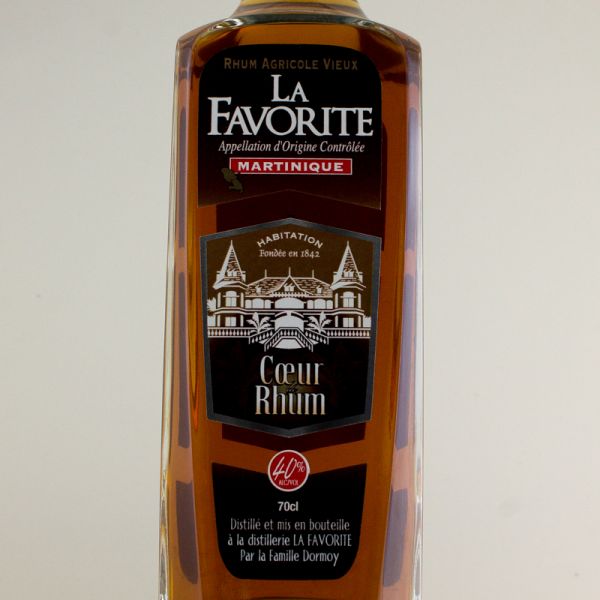 RHUM AGRICOLE VIEUX
LA
FAVORITE
Appellation d'Origine Contrôlée
MARTINIQUE
HABITATION
Fondée en 1842
Cœur
de
Rhum
40%
ALC/VOL
70cl
Distillé et mis en bouteille
à la distillerie LA FAVORITE
Par la Famille Dormoy